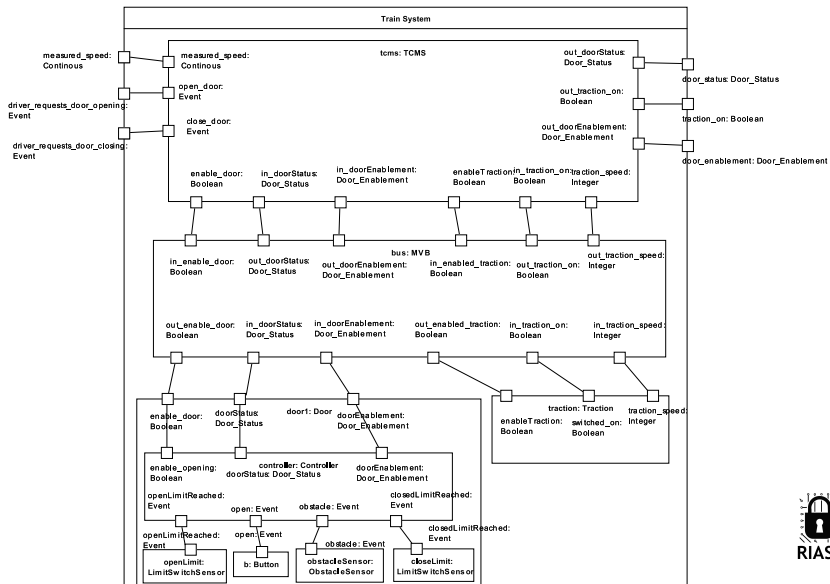 Train System
tcms: TCMS
measured_speed:
Continous
measured_speed:
Continous
open_door:
Event
driver_requests_door_opening:
Event
close_door:
Event
driver_requests_door_closing:
Event
out_doorStatus:
Door_Status
door_status: Door_Status
out_traction_on:
Boolean
traction_on: Boolean
out_doorEnablement:
Door_Enablement
door_enablement: Door_Enablement
enable_door:
Boolean
in_doorStatus:
Door_Status
in_doorEnablement:
Door_Enablement
enableTraction:
Boolean
in_traction_on:
Boolean
traction_speed:
Integer
bus: MVB
in_enable_door:
Boolean
out_doorStatus:
Door_Status
out_doorEnablement:
Door_Enablement
in_enabled_traction:
Boolean
out_traction_on:
Boolean
out_traction_speed:
Integer
out_enable_door:
Boolean
in_doorStatus:
Door_Status
in_doorEnablement:
Door_Enablement
out_enabled_traction:
Boolean
in_traction_on:
Boolean
in_traction_speed:
Integer
door1: Door
enable_door:
Boolean
doorStatus:
Door_Status
doorEnablement:
Door_Enablement
traction: Traction
enableTraction:
Boolean
switched_on:
Boolean
traction_speed:
Integer
controller: Controller
enable_opening:
Boolean
doorStatus: Door_Status
doorEnablement:
Door_Enablement
openLimitReached:
Event
open: Event
obstacle: Event
closedLimitReached:
Event
openLimitReached:
Event
open: Event
obstacle: Event
closedLimitReached:
Event
openLimit:
LimitSwitchSensor
b: Button
obstacleSensor:
ObstacleSensor
closeLimit:
LimitSwitchSensor